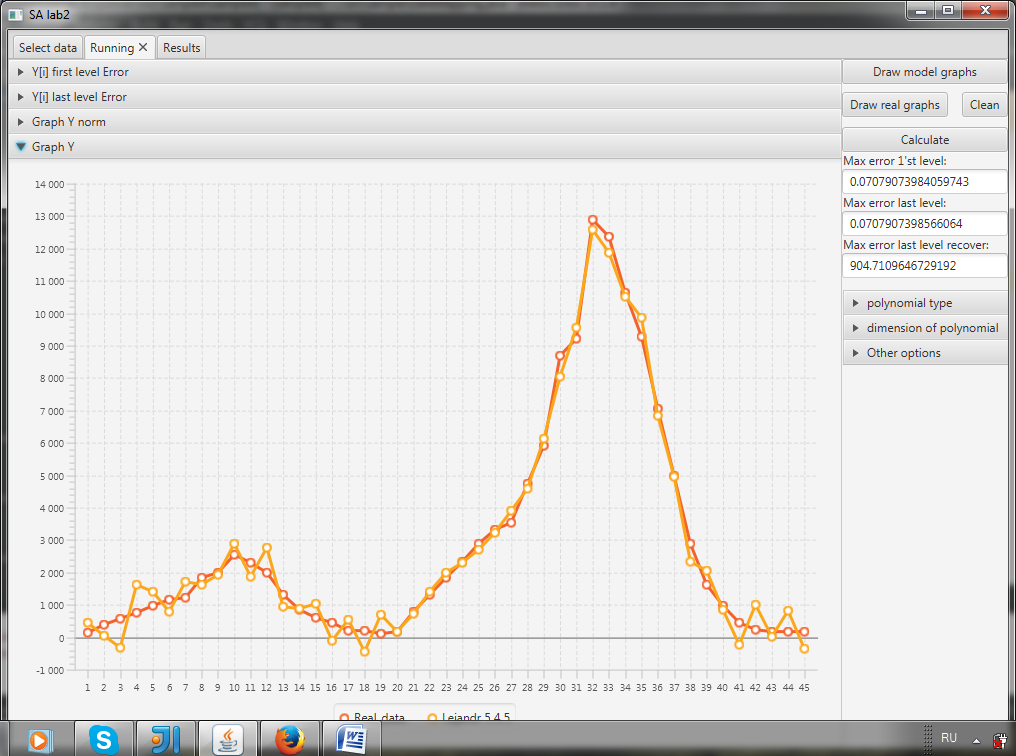 SA lab2
Select data
Running
Results
Y[i] first level Error
Y[i] last level Error
Graph Y norm
Graph Y
Draw model graphs
Draw real graphs
Clean
Calculate
Max error 1'st level:
0.07079073984059743
Max error last level:
0.0707907398566064
Max error last level recover:
904.7109646729192
polynomial type
dimension of polynomial
Other options
14 000
13 000
12 000
11 000
10 000
9 000
8 000
7 000
6 000
5 000
4 000
3 000
2 000
1 000
0
-1 000
1 2 3 4 5 6 7 8 9 10 11 12 13 14 15 16 17 18 19 20 21 22 23 24 25 26 27 28 29 30 31 32 33 34 35 36 37 38 39 40 41 42 43 44 45
Real data
Lejandr 5,4,5
RU